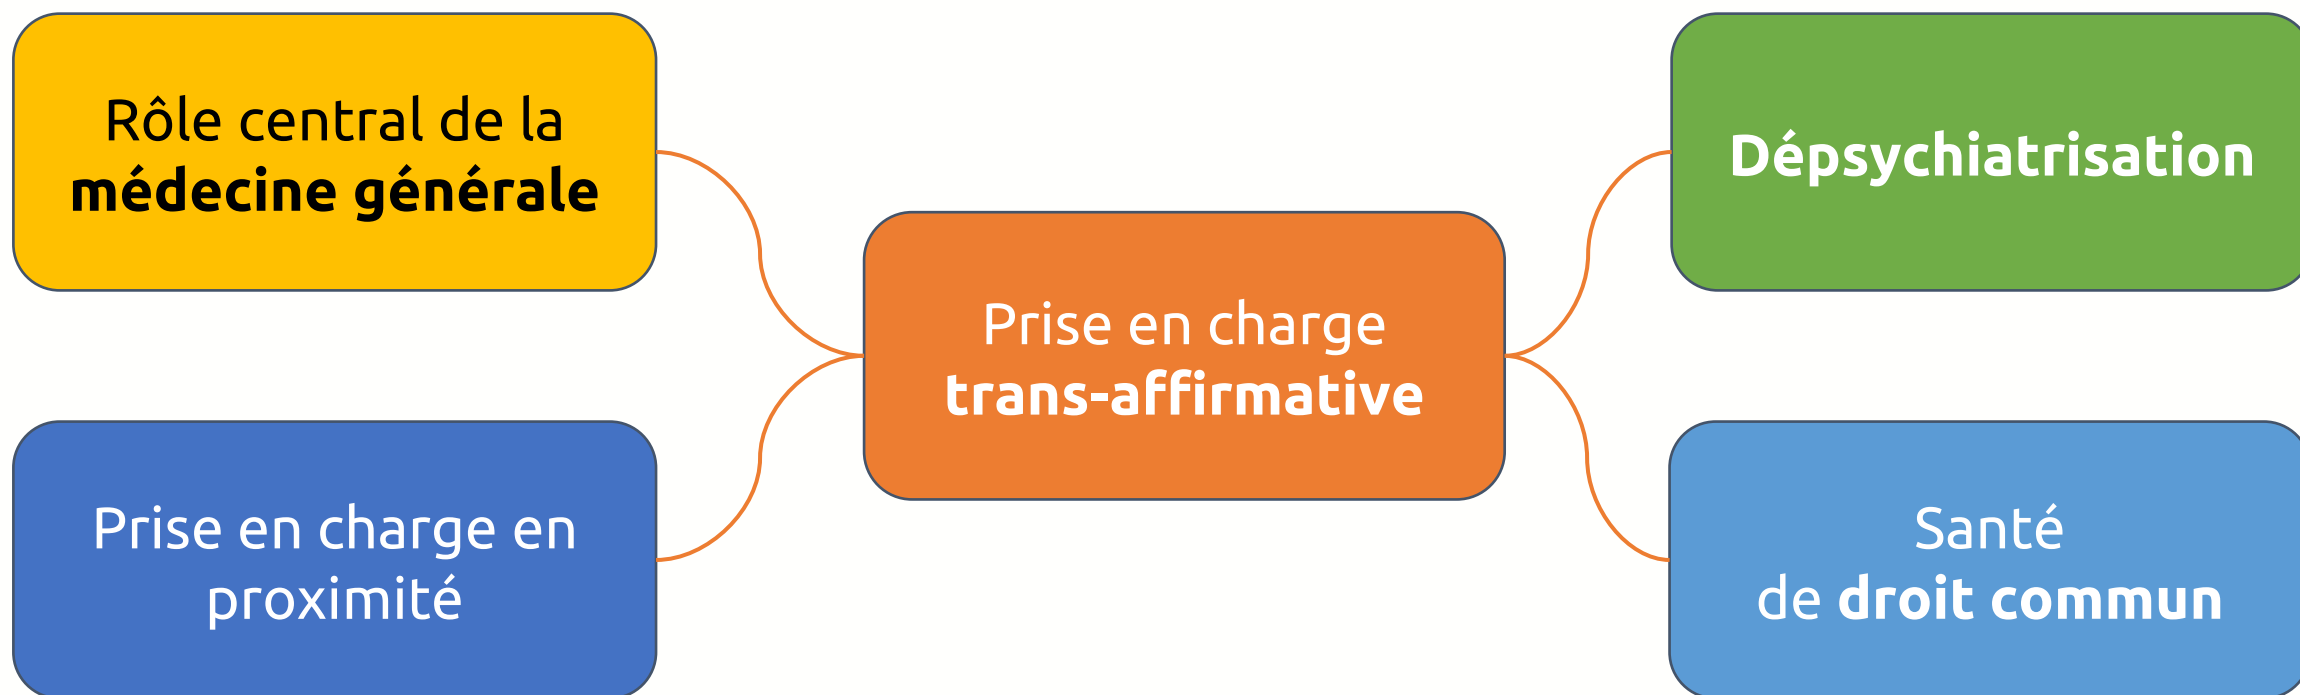 Rôle central de la
médecine générale
Prise en charge en
proximité
Prise en charge
trans-affirmative
Dépsychiatrisation
Santé
de droit commun